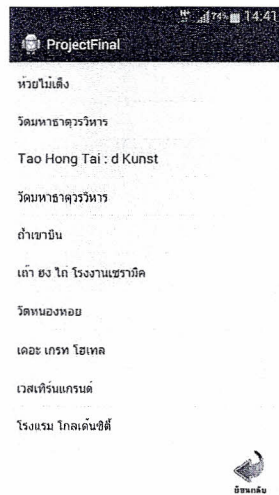 74% 14:41
ProjectFinal
ห้วยไม้เต็ง
วัดมหาธาตุวรวิหาร
Tao Hong Tai : d Kunst
วัดมหาธาตุวรวิหาร
ถ้ำเขาบิน
เถ้า ฮง ไถ่ โรงงานเซรามิค
วัดหนองหอย
เดอะ เกรท โฮเทล
เวสเทิร์นแกรนด์
โรงแรม โกลเด้นซิตี้
ย้อนกลับ